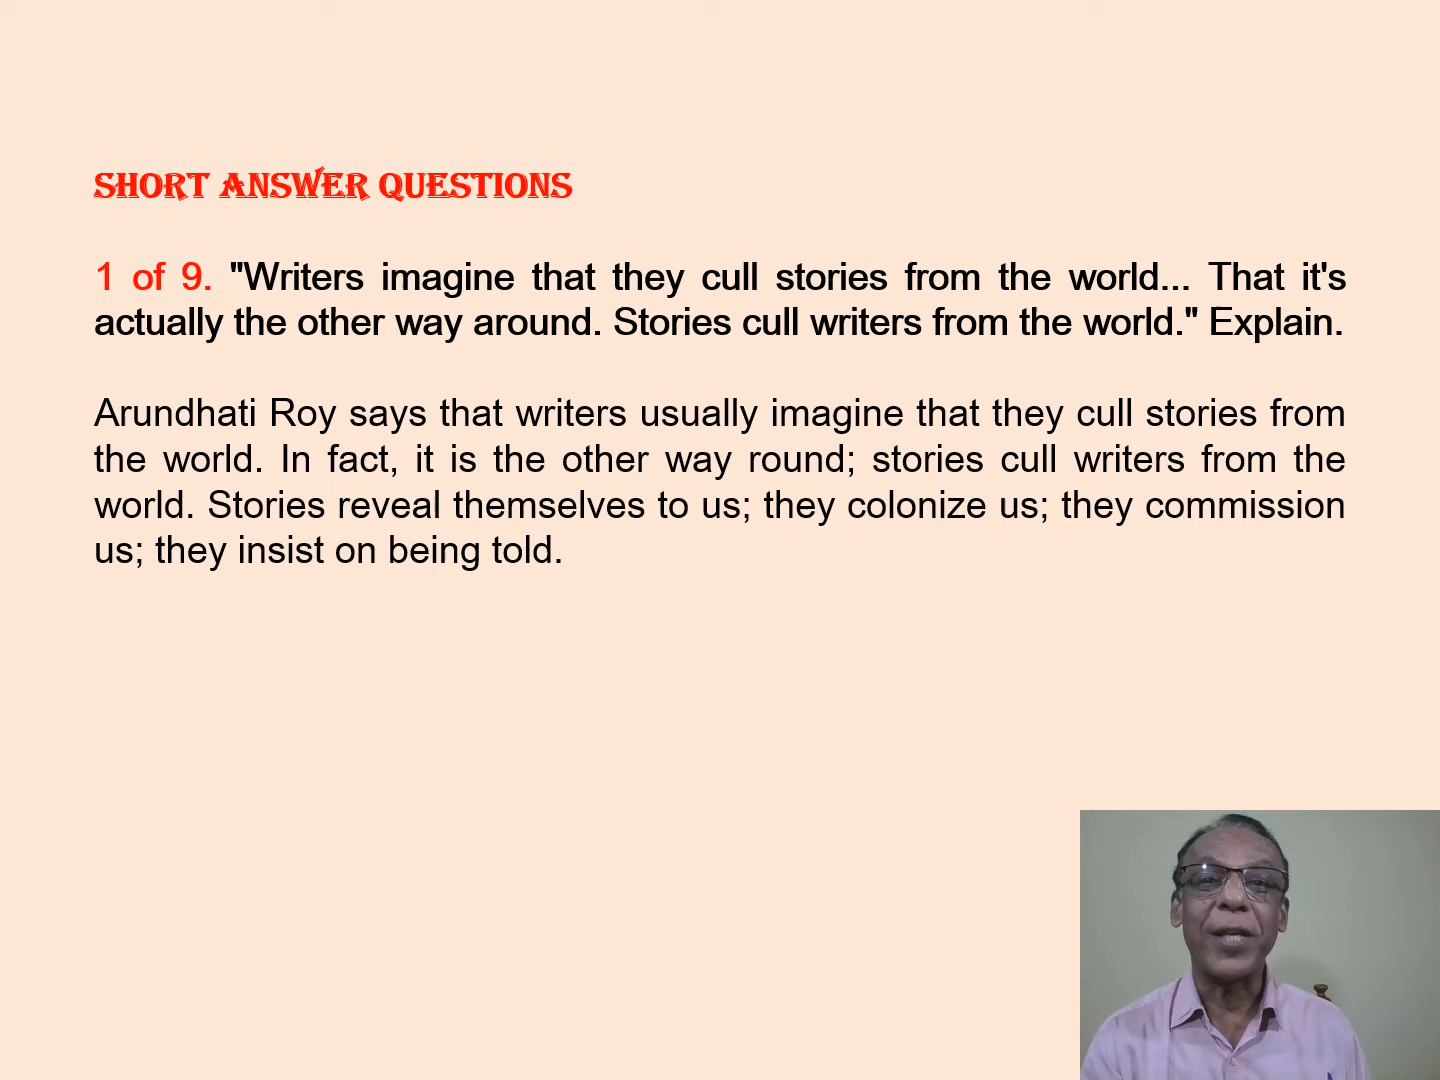 SHORT ANSWER QUESTIONS
1 of 9. "Writers imagine that they cull stories from the world... That it's
actually the other way around. Stories cull writers from the world." Explain.
Arundhati Roy says that writers usually imagine that they cull stories from
the world. In fact, it is the other way round; stories cull writers from the
world. Stories reveal themselves to us; they colonize us; they commission
us; they insist on being told.